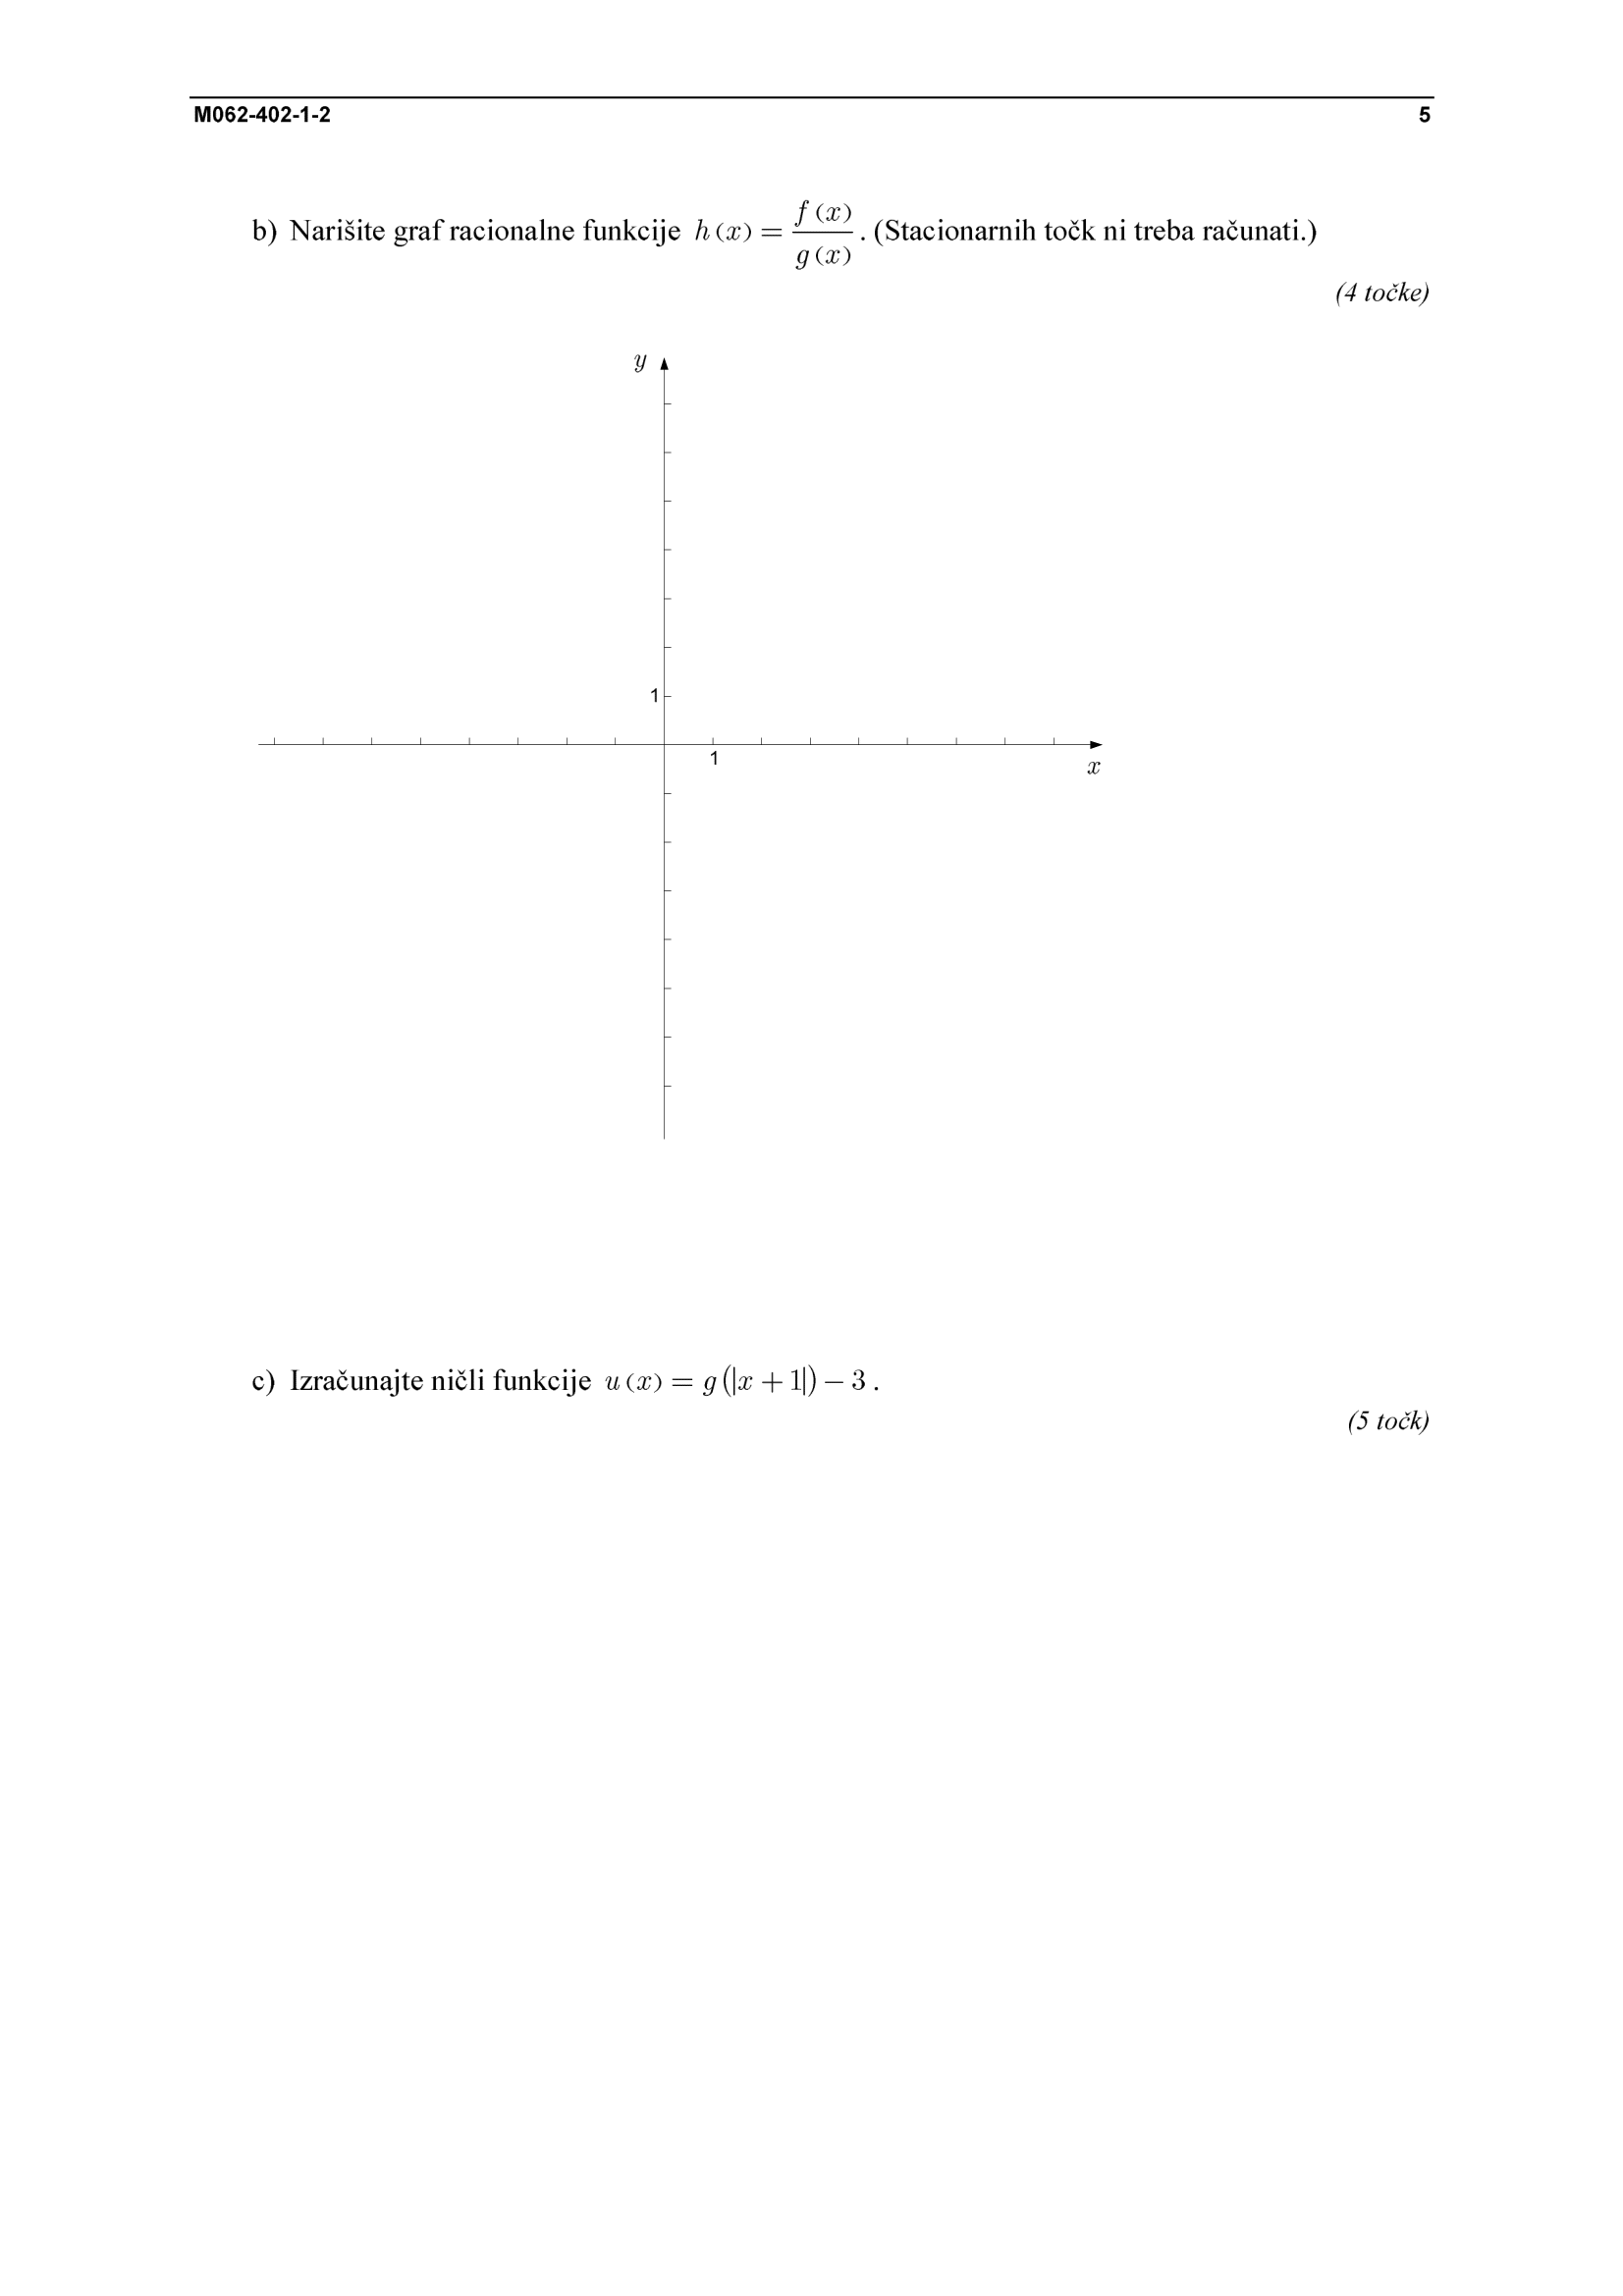 M062-402-1-2 5
b) Narišite graf racionalne funkcije h(x) = f(x)/g(x). (Stacionarnih točk ni treba računati.)
(4 točke)
y
1
1
x
c) Izračunajte ničli funkcije u(x) = g(|x + 1|) − 3.
(5 točk)